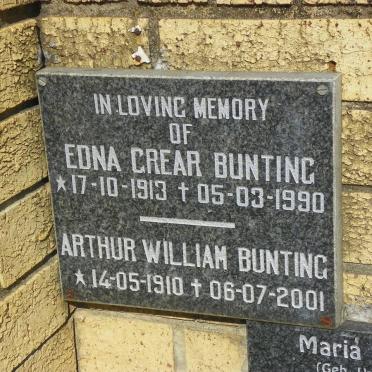 IN LOVING MEMORY
OF
EDNA CREAR BUNTING
★17-10-1913 ✝ 05-03-1990
ARTHUR WILLIAM BUNTING
★14-05-1910 ✝ 06-07-2001
Maria
(Geb.